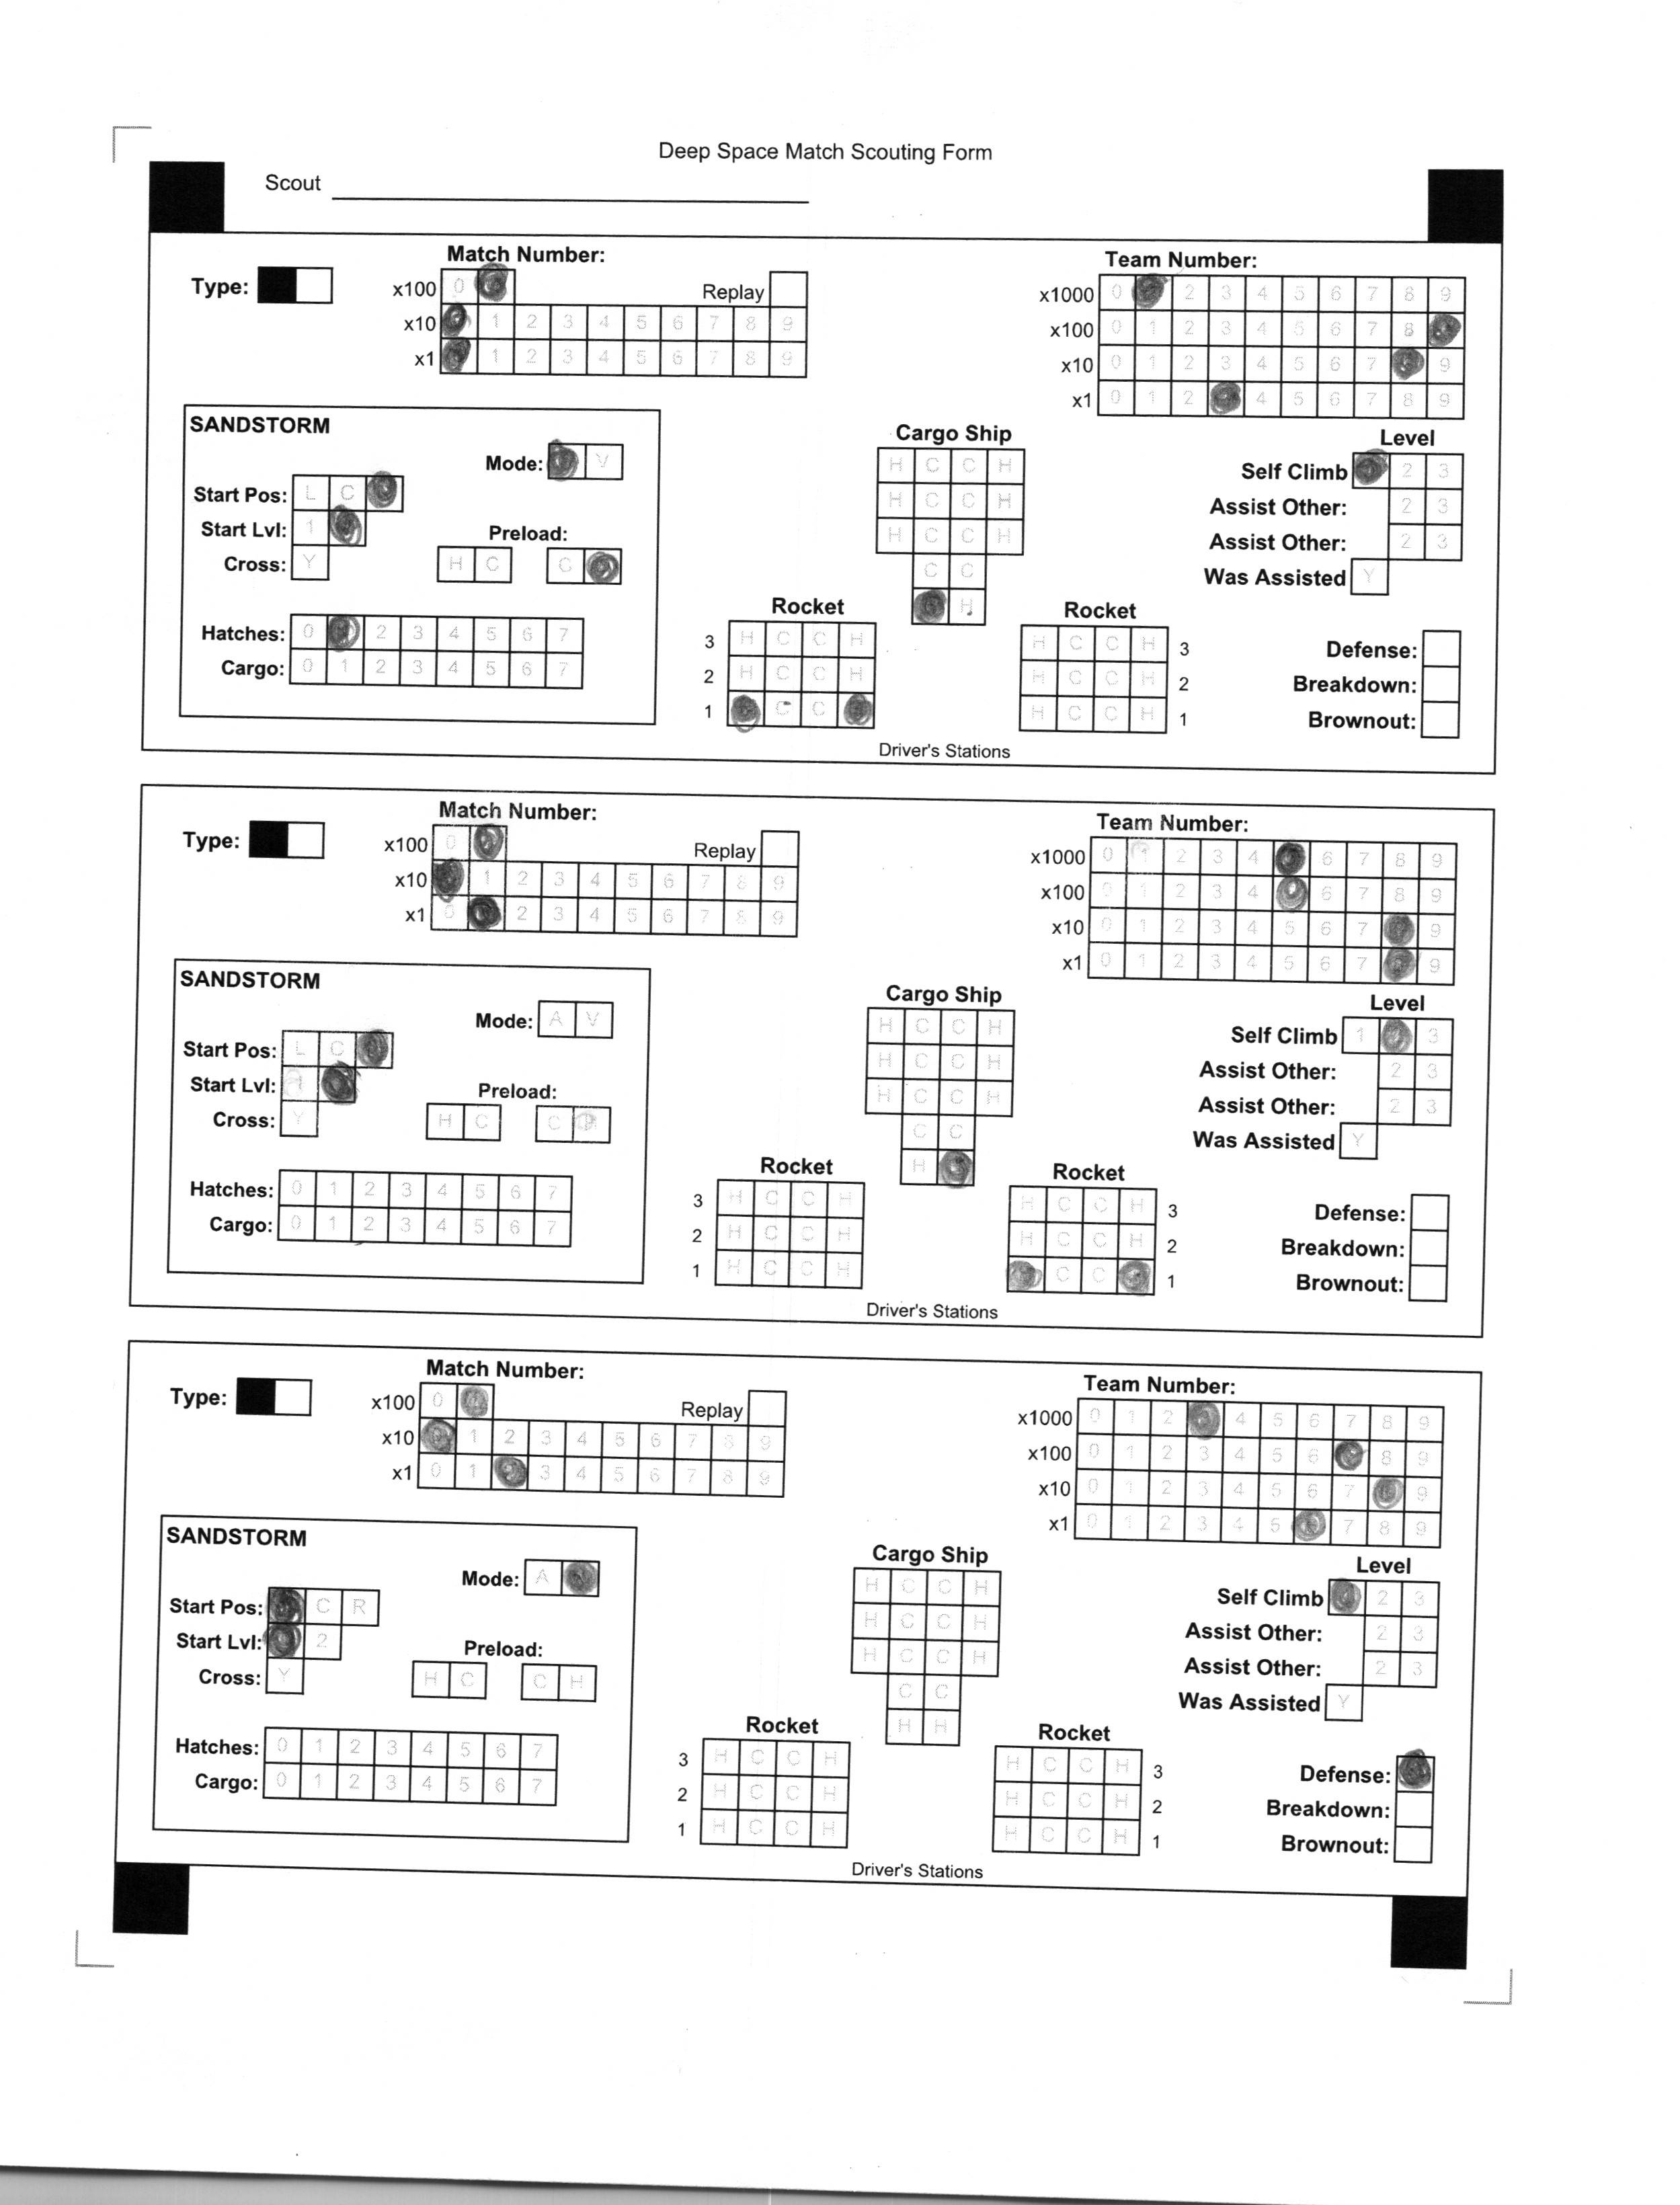 Deep Space Match Scouting Form
Scout
Match Number:
Type:
x100 0
Replay
x10 1 2 3 4 5 6 7 8 9
x1 1 2 3 4 5 6 7 8 9
Team Number:
x1000 0 2 3 4 5 6 7 8 9
x100 0 1 2 3 4 5 6 7 8
x10 0 1 2 3 4 5 6 7 9
x1 0 1 2 4 5 6 7 8 9
SANDSTORM
Mode: V
Start Pos: L C
Start Lvl: 1
Cross: Y
Preload:
H C C
Hatches: 0 2 3 4 5 6 7
Cargo: 0 1 2 3 4 5 6 7
Cargo Ship
H C C H
H C C H
H C C H
C C
H
Rocket
3 H C C H
2 H C C H
1 C C
Rocket
H C C H 3
H C C H 2
H C C H 1
Level
Self Climb 2 3
Assist Other: 2 3
Assist Other: 2 3
Was Assisted Y
Defense:
Breakdown:
Brownout:
Driver's Stations
Match Number:
Type:
x100 0
Replay
x10 1 2 3 4 5 6 7 8 9
x1 0 2 3 4 5 6 7 8 9
Team Number:
x1000 0 1 2 3 4 6 7 8 9
x100 0 1 2 3 4 6 7 8 9
x10 0 1 2 3 4 5 6 7 9
x1 0 1 2 3 4 5 6 7 9
SANDSTORM
Mode: A V
Start Pos: L C
Start Lvl: 1
Cross: Y
Preload:
H C C H
Hatches: 0 1 2 3 4 5 6 7
Cargo: 0 1 2 3 4 5 6 7
Cargo Ship
H C C H
H C C H
H C C H
C C
H
Rocket
3 H C C H
2 H C C H
1 H C C H
Rocket
H C C H 3
H C C H 2
C C 1
Level
Self Climb 1 3
Assist Other: 2 3
Assist Other: 2 3
Was Assisted Y
Defense:
Breakdown:
Brownout:
Driver's Stations
Match Number:
Type:
x100 0
Replay
x10 1 2 3 4 5 6 7 8 9
x1 0 1 3 4 5 6 7 8 9
Team Number:
x1000 0 1 2 4 5 6 7 8 9
x100 0 1 2 3 4 5 6 8 9
x10 0 1 2 3 4 5 6 7 9
x1 0 1 2 3 4 5 7 8 9
SANDSTORM
Mode: A
Start Pos: C R
Start Lvl: 2
Cross: Y
Preload:
H C C H
Hatches: 0 1 2 3 4 5 6 7
Cargo: 0 1 2 3 4 5 6 7
Cargo Ship
H C C H
H C C H
H C C H
C C
H H
Rocket
3 H C C H
2 H C C H
1 H C C H
Rocket
H C C H 3
H C C H 2
H C C H 1
Level
Self Climb 2 3
Assist Other: 2 3
Assist Other: 2 3
Was Assisted Y
Defense:
Breakdown:
Brownout:
Driver's Stations